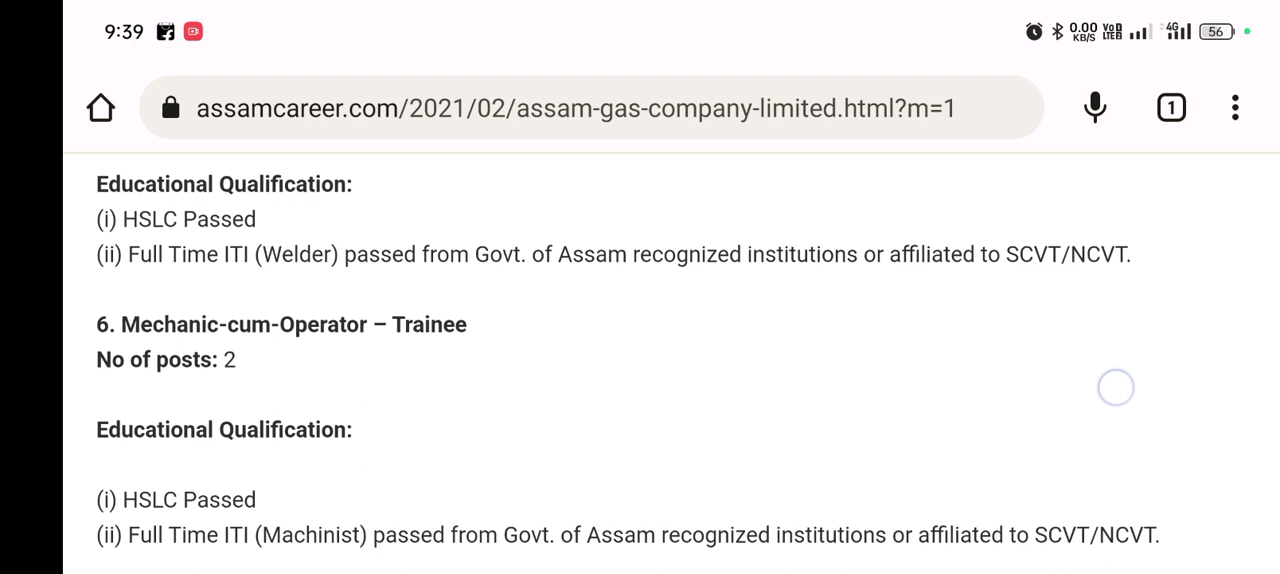 9:39
0.00 KB/S VoD LTEB 4G 56
assamcareer.com/2021/02/assam-gas-company-limited.html?m=1
1
Educational Qualification:
(i) HSLC Passed
(ii) Full Time ITI (Welder) passed from Govt. of Assam recognized institutions or affiliated to SCVT/NCVT.
6. Mechanic-cum-Operator – Trainee
No of posts: 2
Educational Qualification:
(i) HSLC Passed
(ii) Full Time ITI (Machinist) passed from Govt. of Assam recognized institutions or affiliated to SCVT/NCVT.